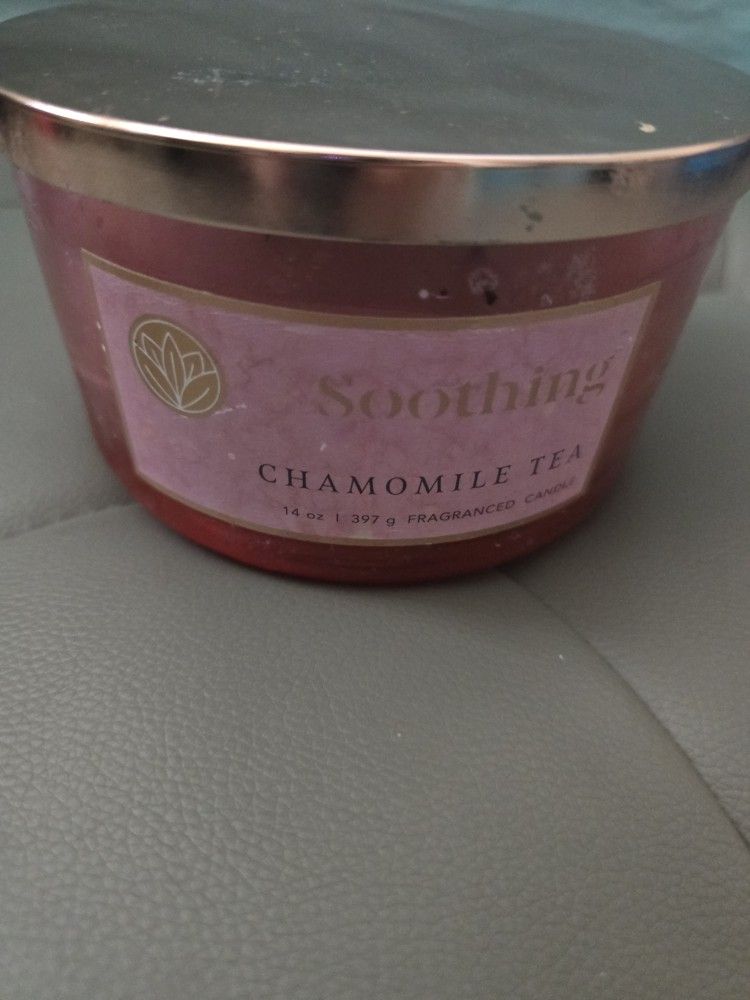 Soothing
CHAMOMILE TEA
14 oz | 397 g FRAGRANCED CANDLE